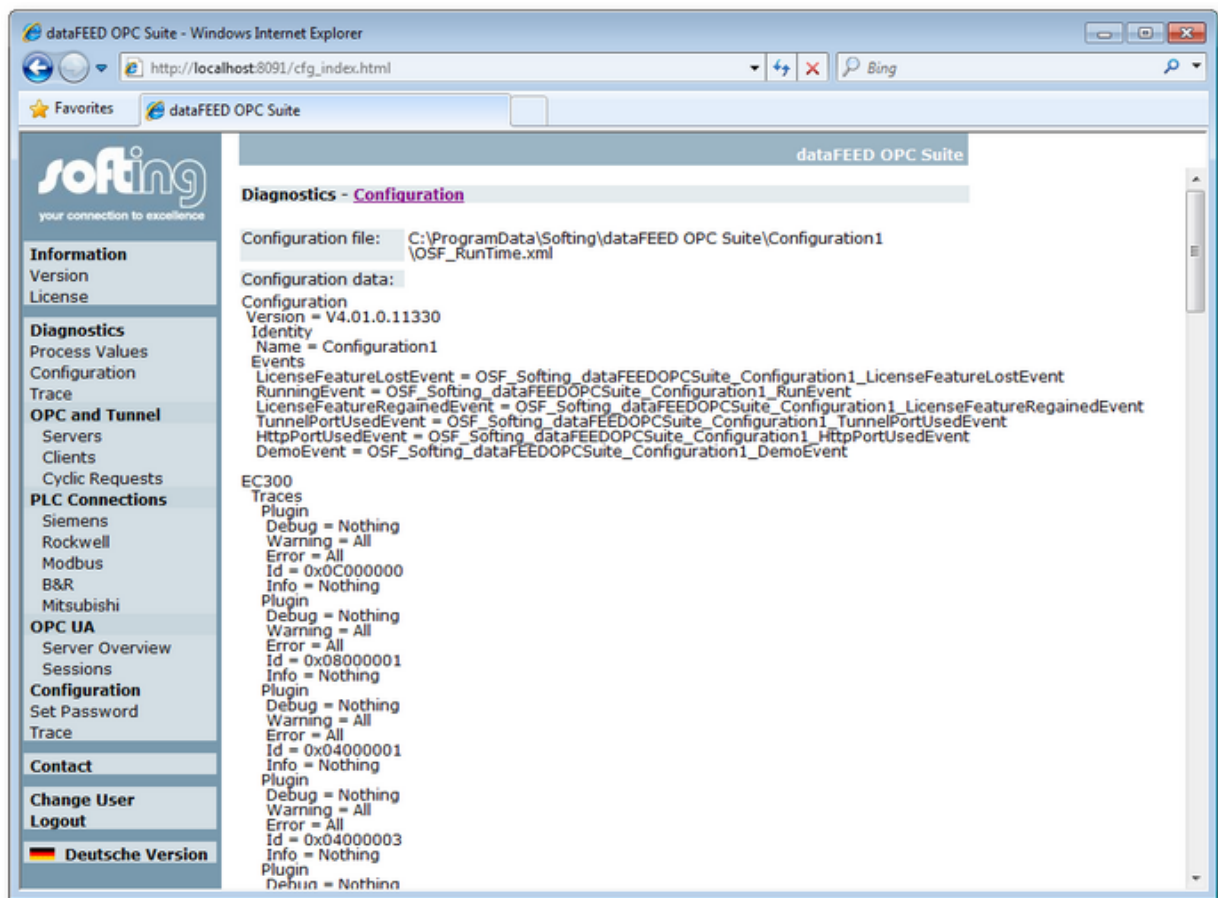 dataFEED OPC Suite - Windows Internet Explorer
http://localhost:8091/cfg_index.html
Bing
Favorites
dataFEED OPC Suite
softing
your connection to excellence
Information
Version
License
Diagnostics
Process Values
Configuration
Trace
OPC and Tunnel
Servers
Clients
Cyclic Requests
PLC Connections
Siemens
Rockwell
Modbus
B&R
Mitsubishi
OPC UA
Server Overview
Sessions
Configuration
Set Password
Trace
Contact
Change User
Logout
Deutsche Version
dataFEED OPC Suite
Diagnostics - Configuration
Configuration file: C:\ProgramData\Softing\dataFEED OPC Suite\Configuration1
\OSF_RunTime.xml
Configuration data:
Configuration
Version = V4.01.0.11330
Identity
Name = Configuration1
Events
LicenseFeatureLostEvent = OSF_Softing_dataFEEDOPCSuite_Configuration1_LicenseFeatureLostEvent
RunningEvent = OSF_Softing_dataFEEDOPCSuite_Configuration1_RunEvent
LicenseFeatureRegainedEvent = OSF_Softing_dataFEEDOPCSuite_Configuration1_LicenseFeatureRegainedEvent
TunnelPortUsedEvent = OSF_Softing_dataFEEDOPCSuite_Configuration1_TunnelPortUsedEvent
HttpPortUsedEvent = OSF_Softing_dataFEEDOPCSuite_Configuration1_HttpPortUsedEvent
DemoEvent = OSF_Softing_dataFEEDOPCSuite_Configuration1_DemoEvent
EC300
Traces
Plugin
Debug = Nothing
Warning = All
Error = All
Id = 0x0C000000
Info = Nothing
Plugin
Debug = Nothing
Warning = All
Error = All
Id = 0x08000001
Info = Nothing
Plugin
Debug = Nothing
Warning = All
Error = All
Id = 0x04000001
Info = Nothing
Plugin
Debug = Nothing
Warning = All
Error = All
Id = 0x04000003
Info = Nothing
Plugin
Debug = Nothing